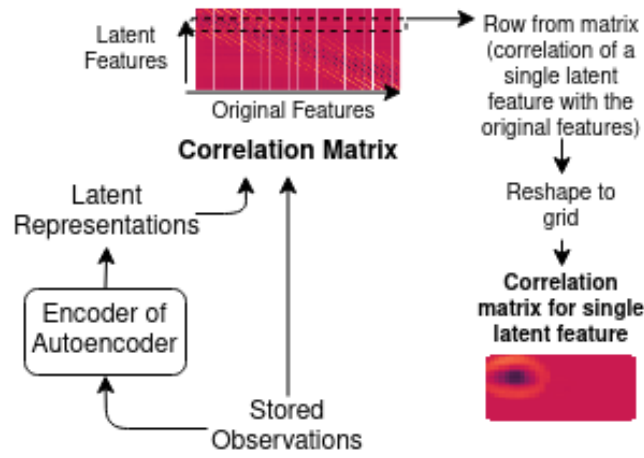 Latent
Features
Original Features
Correlation Matrix
Row from matrix
(correlation of a
single latent
feature with the
original features)
Reshape to
grid
Correlation
matrix for single
latent feature
Latent
Representations
Encoder of
Autoencoder
Stored
Observations